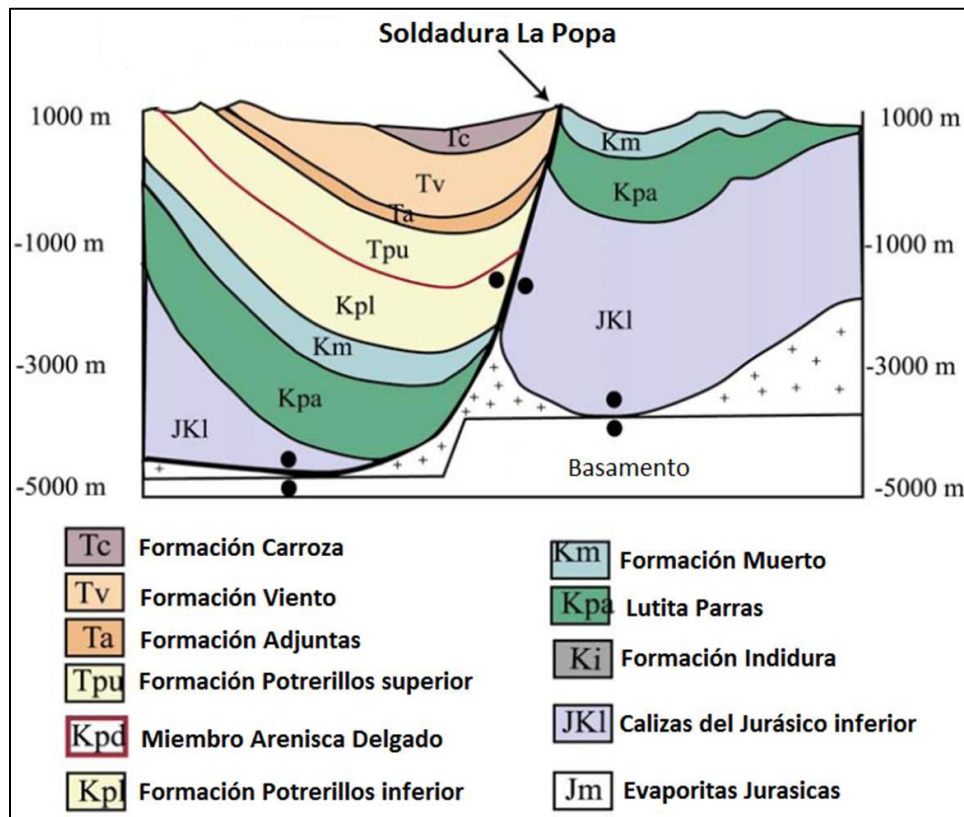 Soldadura La Popa
1000 m
1000 m
Tc
Km
Tv
Kpa
Ta
-1000 m
-1000 m
Tpu
Kpl
JKl
Km
-3000 m
-3000 m
Kpa
JKl
Basamento
-5000 m
-5000 m
Tc Formación Carroza
Tv Formación Viento
Ta Formación Adjuntas
Tpu Formación Potrerillos superior
Kpd Miembro Arenisca Delgado
Kpl Formación Potrerillos inferior
Km Formación Muerto
Kpa Lutita Parras
Ki Formación Indidura
JKl Calizas del Jurásico inferior
Jm Evaporitas Jurasicas